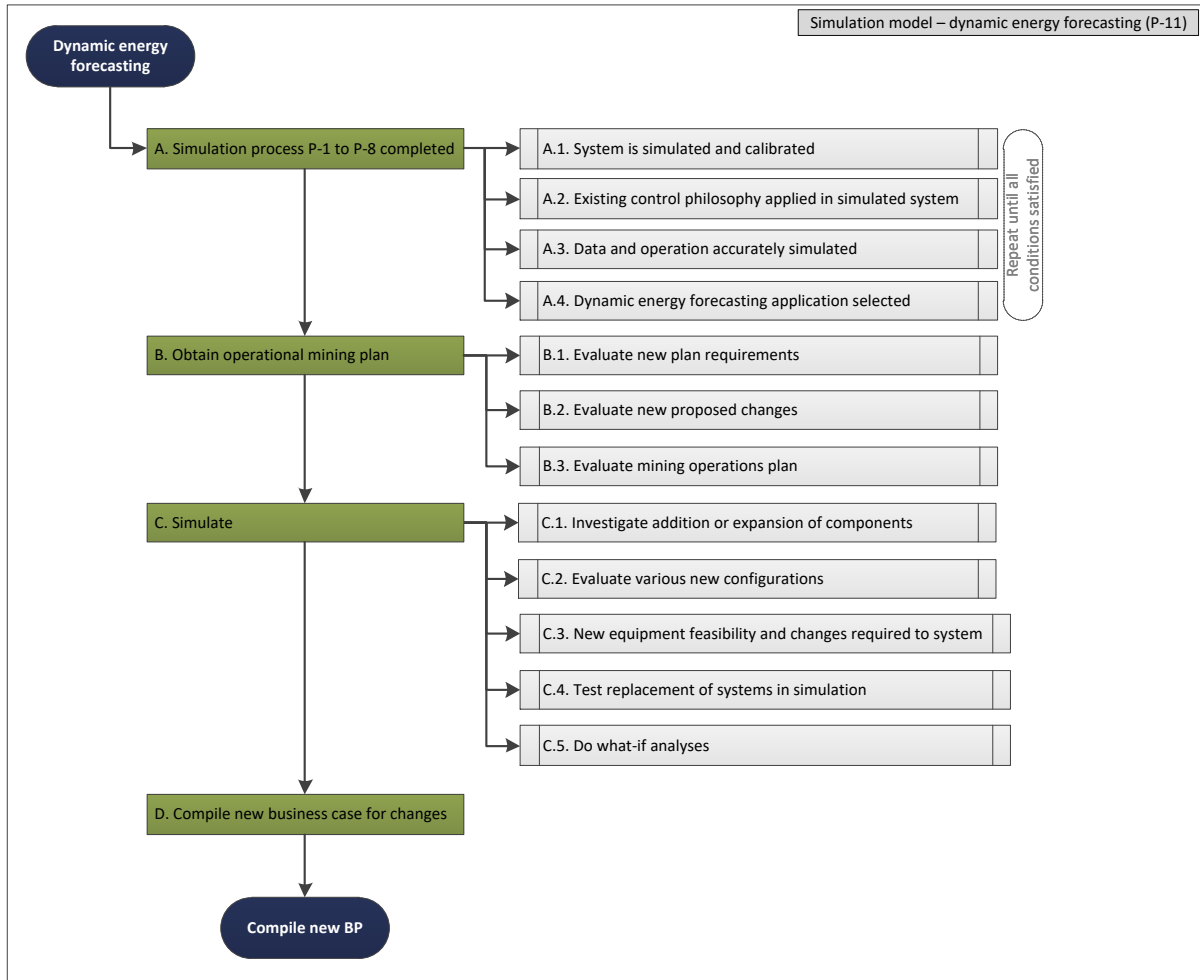 Simulation model – dynamic energy forecasting (P-11)
Dynamic energy
forecasting
A. Simulation process P-1 to P-8 completed
A.1. System is simulated and calibrated
A.2. Existing control philosophy applied in simulated system
A.3. Data and operation accurately simulated
A.4. Dynamic energy forecasting application selected
Repeat until all
conditions satisfied
B. Obtain operational mining plan
B.1. Evaluate new plan requirements
B.2. Evaluate new proposed changes
B.3. Evaluate mining operations plan
C. Simulate
C.1. Investigate addition or expansion of components
C.2. Evaluate various new configurations
C.3. New equipment feasibility and changes required to system
C.4. Test replacement of systems in simulation
C.5. Do what-if analyses
D. Compile new business case for changes
Compile new BP